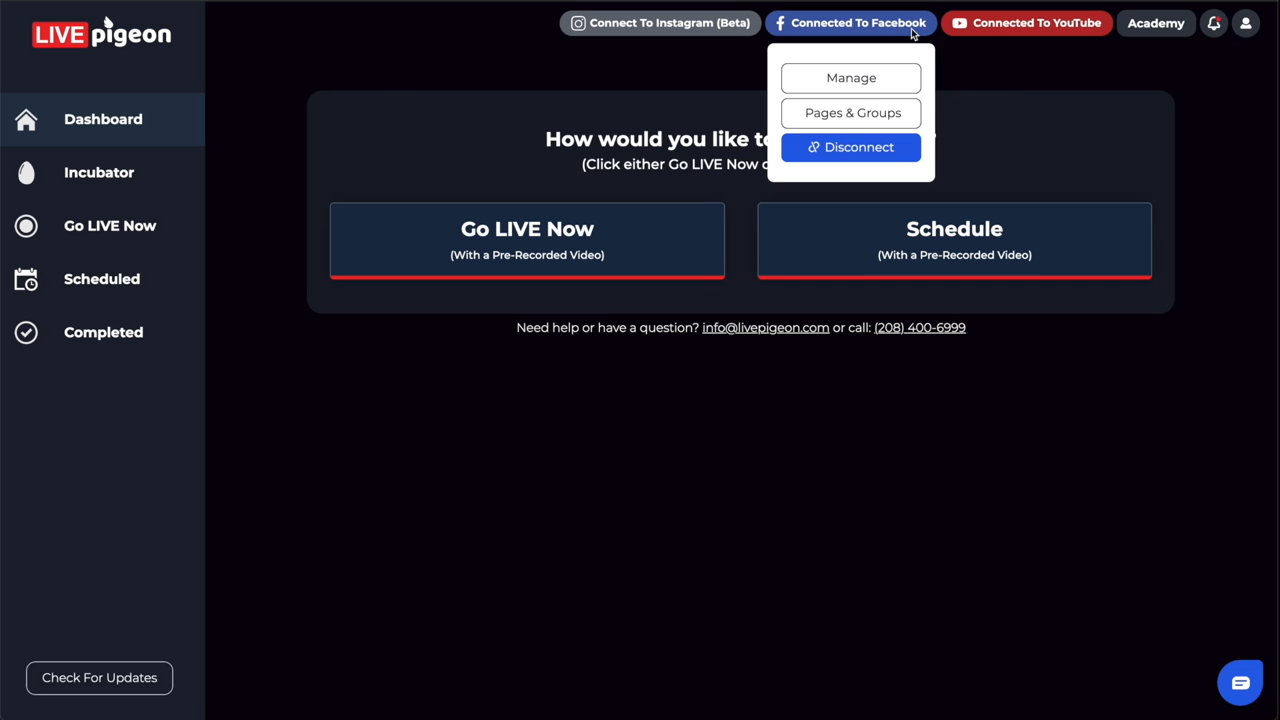 LIVE pigeon
Connect To Instagram (Beta)
Connected To Facebook
Connected To YouTube
Academy
Manage
Pages & Groups
Disconnect
Dashboard
Incubator
Go LIVE Now
Scheduled
Completed
How would you like to
?
(Click either Go LIVE Now
Go LIVE Now
(With a Pre-Recorded Video)
Schedule
(With a Pre-Recorded Video)
Need help or have a question? info@livepigeon.com or call: (208) 400-6999
Check For Updates